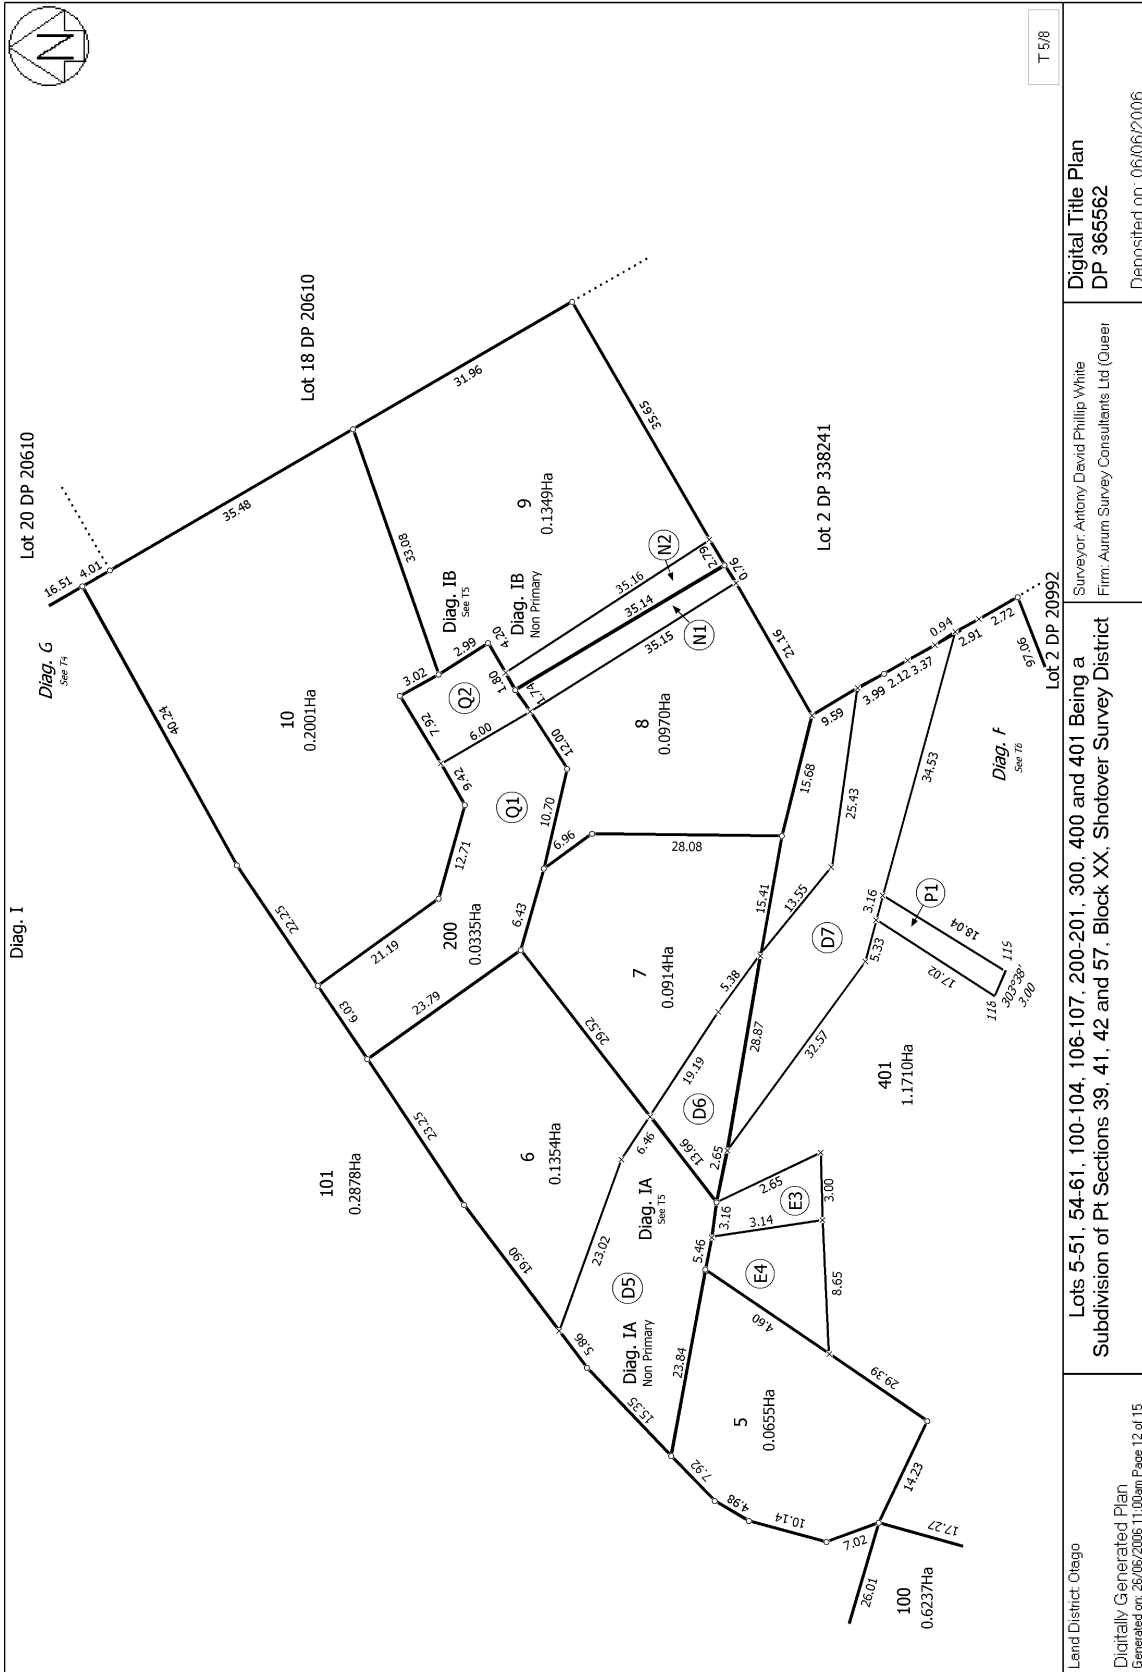 Diag. I
N
T 5/8
Lot 20 DP 20610
Lot 18 DP 20610
Diag. G
See T4
16.51
4.01
35.48
31.96
40.24
33.08
35.65
10
0.2001Ha
9
0.1349Ha
Diag. IB
See T5
Diag. IB
Non Primary
3.02
2.99
4.20
1.80
1.74
7.92
6.00
9.42
Q2
Q1
35.16
35.14
35.15
N2
N1
2.79
0.76
Lot 2 DP 338241
22.25
21.19
12.71
12.00
10.70
6.96
8
0.0970Ha
21.16
28.08
15.68
9.59
3.99
2.12
3.37
0.94
2.91
2.72
97.06
Lot 2 DP 20992
6.03
200
0.0335Ha
6.43
23.79
7
0.0914Ha
15.41
13.55
25.43
34.53
Diag. F
See T6
29.52
5.38
19.19
28.87
D7
3.16
5.33
P1
18.04
17.02
115
116
303°38'
3.00
32.57
401
1.1710Ha
101
0.2878Ha
23.25
6
0.1354Ha
6.46
D6
13.66
2.65
19.90
23.02
Diag. IA
See T5
D5
Diag. IA
Non Primary
5.86
15.35
5.46
3.16
2.65
3.14
3.00
E3
E4
8.65
4.60
23.84
29.39
5
0.0655Ha
7.92
4.98
10.14
7.02
14.23
17.27
26.01
100
0.6237Ha
Land District: Otago
Digitally Generated Plan
Generated on: 26/06/2006 11:00am Page 12 of 15
Lots 5-51, 54-61, 100-104, 106-107, 200-201, 300, 400 and 401 Being a
Subdivision of Pt Sections 39, 41, 42 and 57, Block XX, Shotover Survey District
Surveyor: Antony David Phillip White
Firm: Aurum Survey Consultants Ltd (Queer
Digital Title Plan
DP 365562
Deposited on: 06/06/2006